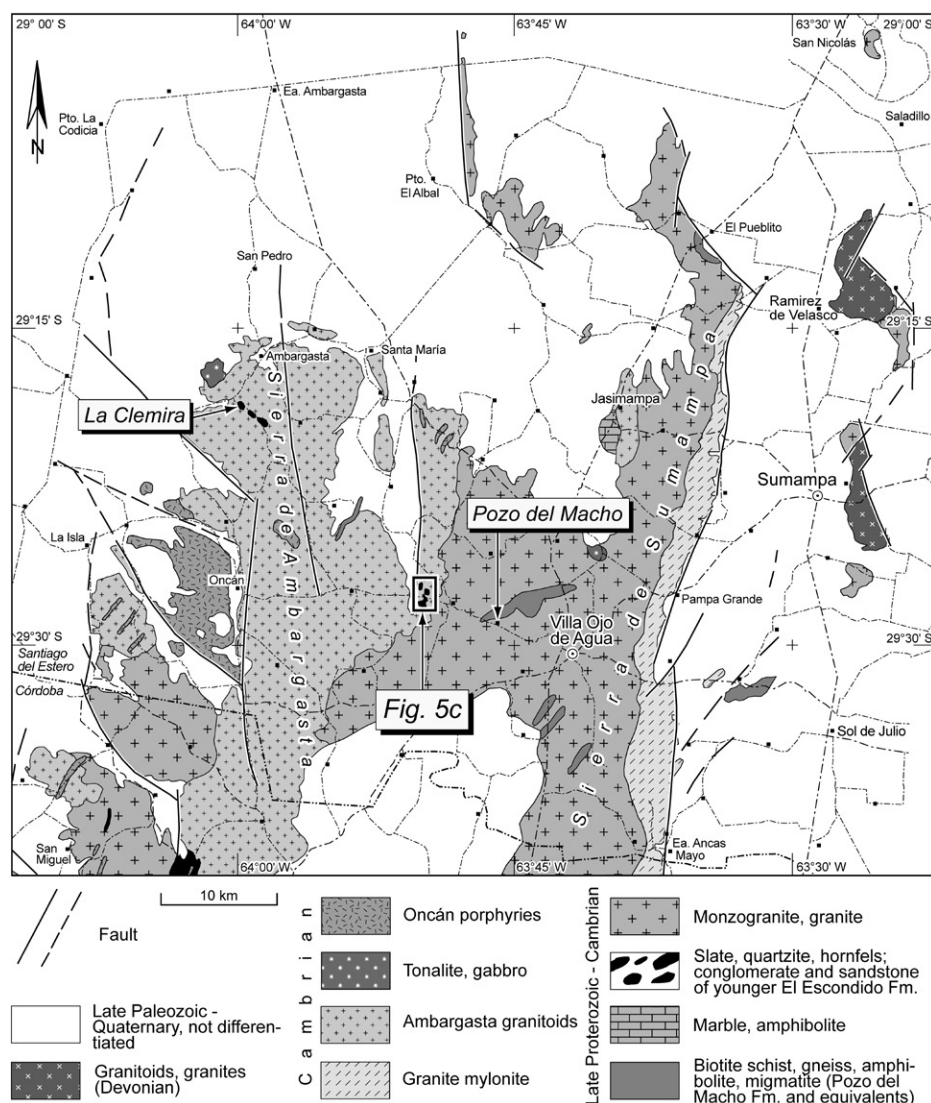 29° 00' S
64° 00' W
63° 45' W
63° 30' W
29° 00' S
San Nicolás
Ea. Ambargasta
Pto. La
Codicia
Saladillo
N
Pto.
El Albal
El Pueblito
San Pedro
29° 15' S
Ramirez
de Velasco
29° 15' S
Ambargasta
Santa María
La Clemira
Jasimampa
Sumampa
Pozo del Macho
La Isla
Oncán
Sierra de Ambargasta
Sierra de Sumampa
Pampa Grande
Villa Ojo
de Agua
29° 30' S
29° 30' S
Santiago
del Estero
Córdoba
Fig. 5c
Sol de Julio
San
Miguel
Ea. Ancas
Mayo
64° 00' W
63° 45' W
63° 30' W
10 km
Fault
Late Paleozoic -
Quaternary, not differen-
tiated
Granitoids, granites
(Devonian)
Cambrian
Oncán porphyries
Tonalite, gabbro
Ambargasta granitoids
Granite mylonite
Late Proterozoic - Cambrian
Monzogranite, granite
Slate, quartzite, hornfels;
conglomerate and sandstone
of younger El Escondido Fm.
Marble, amphibolite
Biotite schist, gneiss, amphi-
bolite, migmatite (Pozo del
Macho Fm. and equivalents)